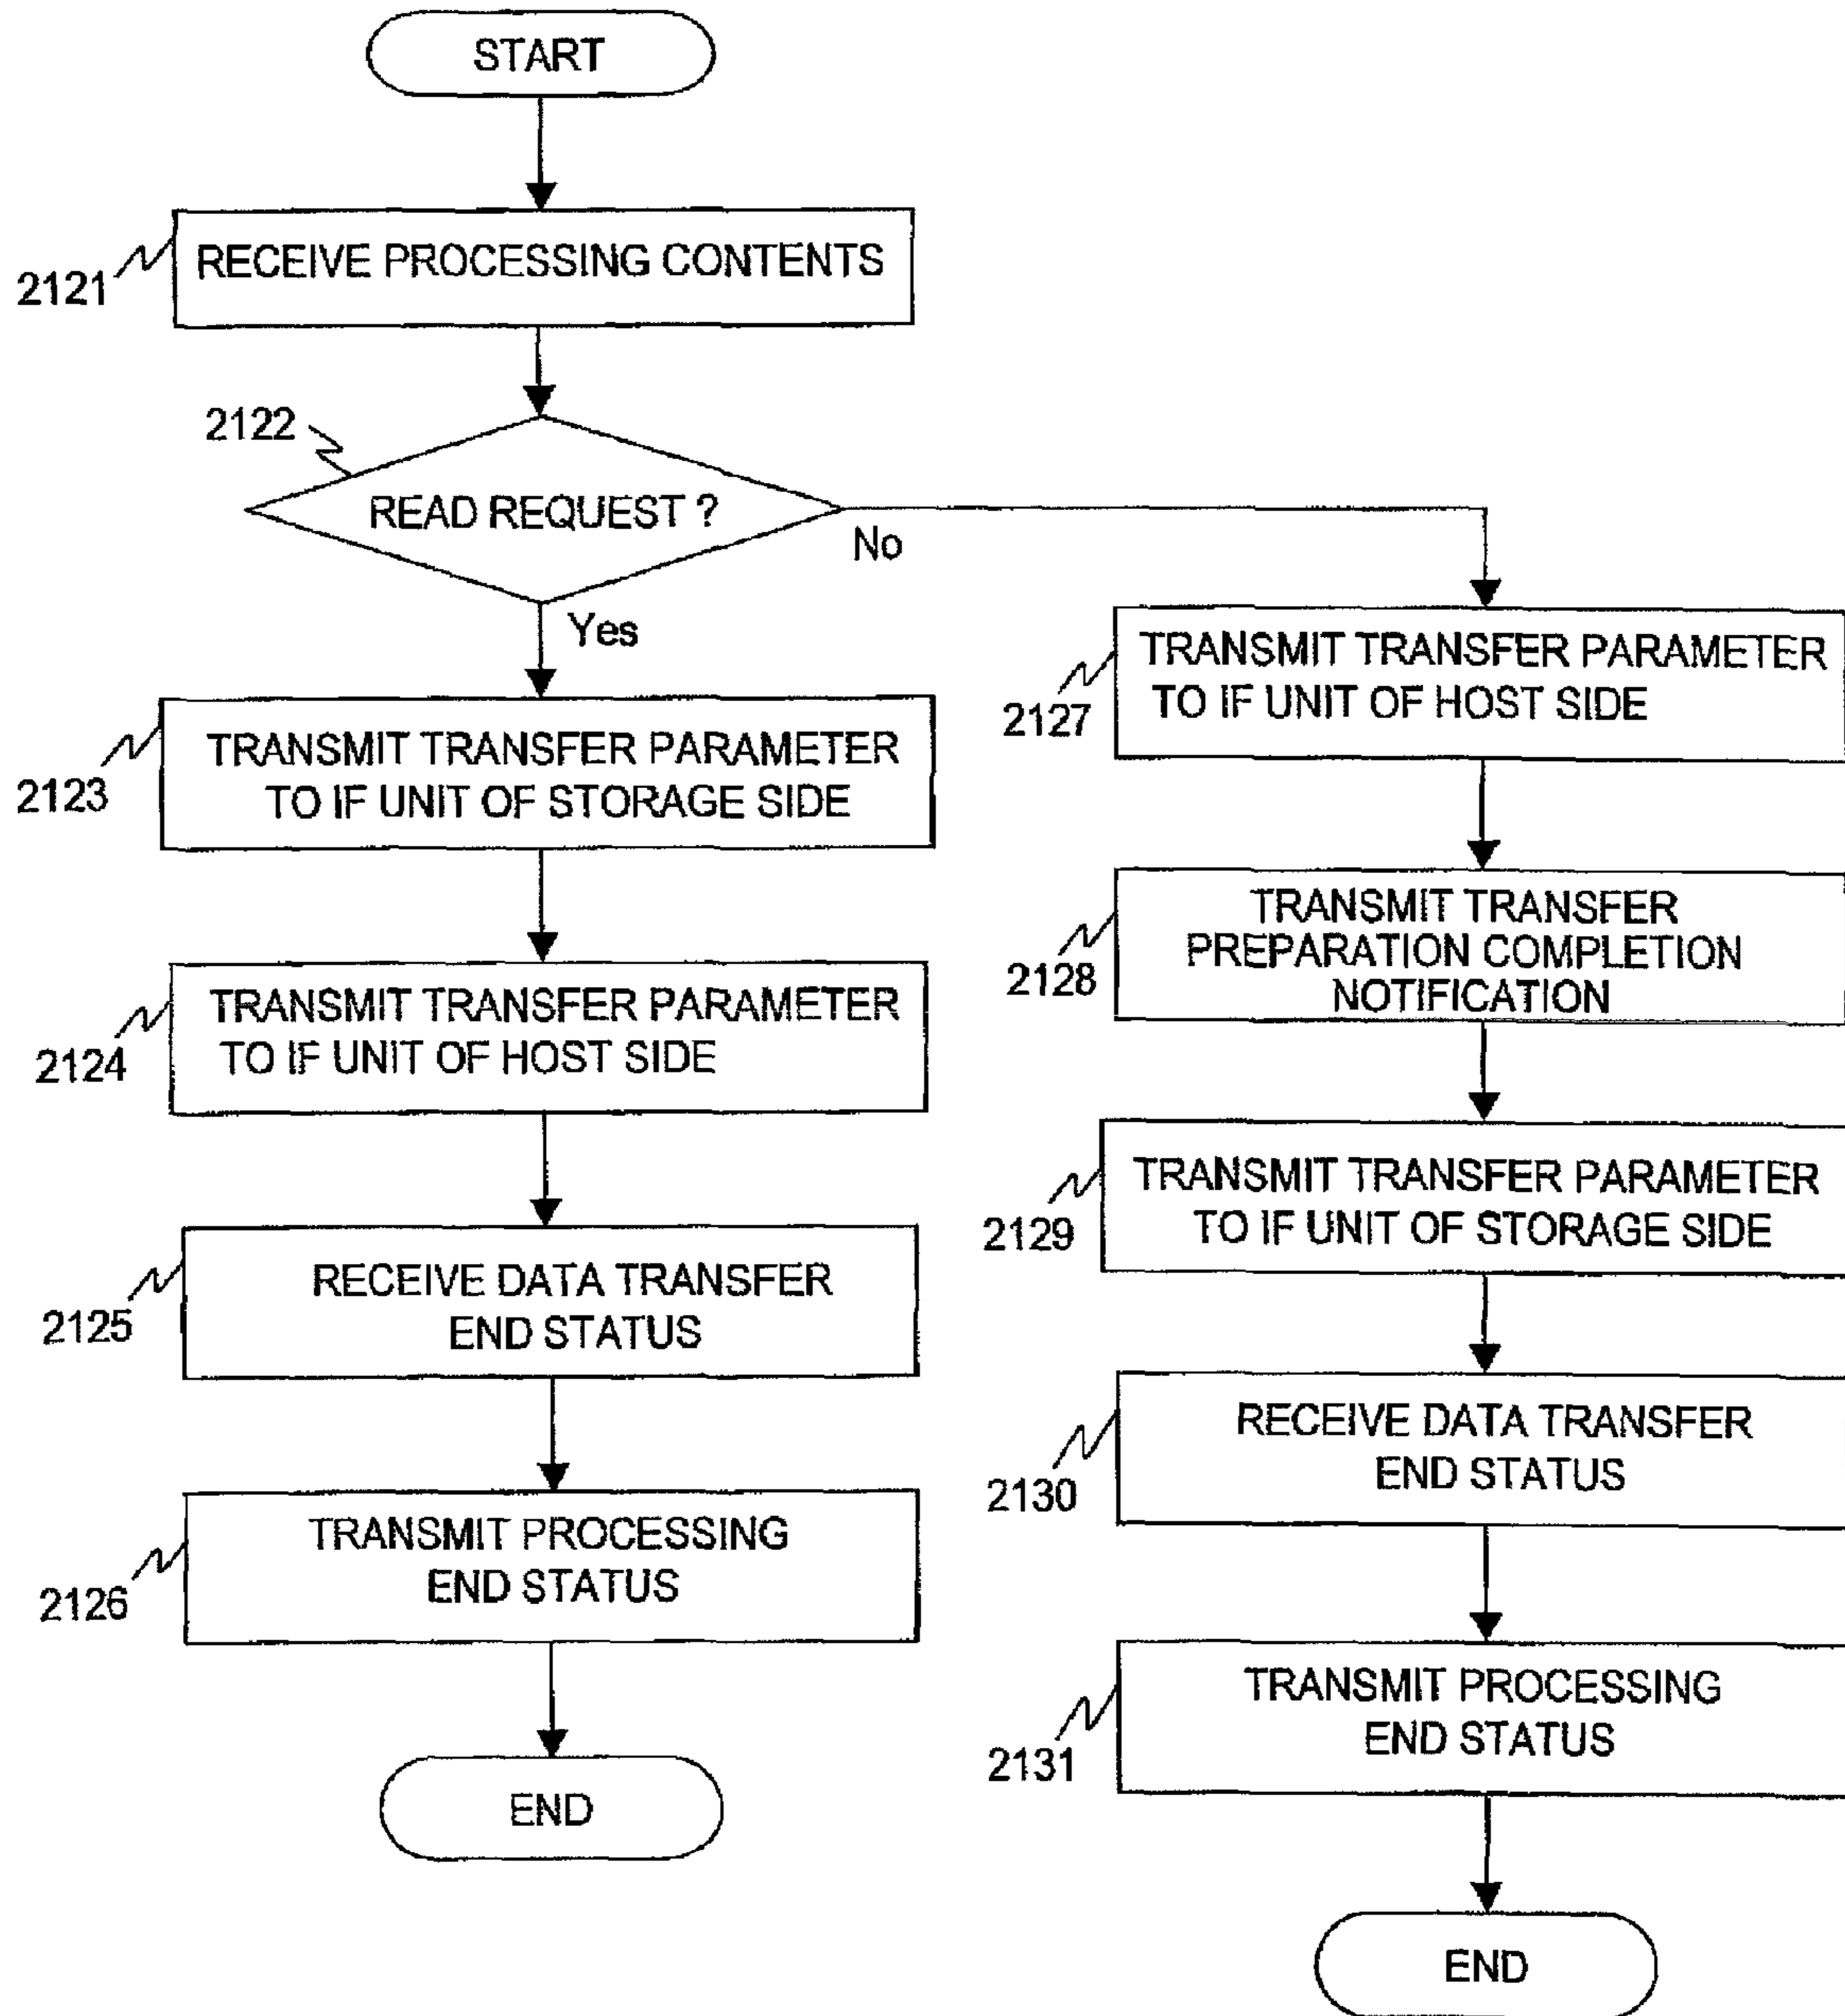 START
2121
RECEIVE PROCESSING CONTENTS
2122
READ REQUEST ?
No
Yes
2123
TRANSMIT TRANSFER PARAMETER
TO IF UNIT OF STORAGE SIDE
2124
TRANSMIT TRANSFER PARAMETER
TO IF UNIT OF HOST SIDE
2125
RECEIVE DATA TRANSFER
END STATUS
2126
TRANSMIT PROCESSING
END STATUS
END
2127
TRANSMIT TRANSFER PARAMETER
TO IF UNIT OF HOST SIDE
2128
TRANSMIT TRANSFER
PREPARATION COMPLETION
NOTIFICATION
2129
TRANSMIT TRANSFER PARAMETER
TO IF UNIT OF STORAGE SIDE
2130
RECEIVE DATA TRANSFER
END STATUS
2131
TRANSMIT PROCESSING
END STATUS
END